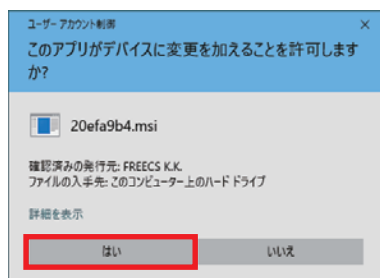 ユーザー アカウント制御
×
このアプリがデバイスに変更を加えることを許可します
か?
20efa9b4.msi
確認済みの発行元: FREECS K.K.
ファイルの入手先: このコンピューター上のハード ドライブ
詳細を表示
はい
いいえ